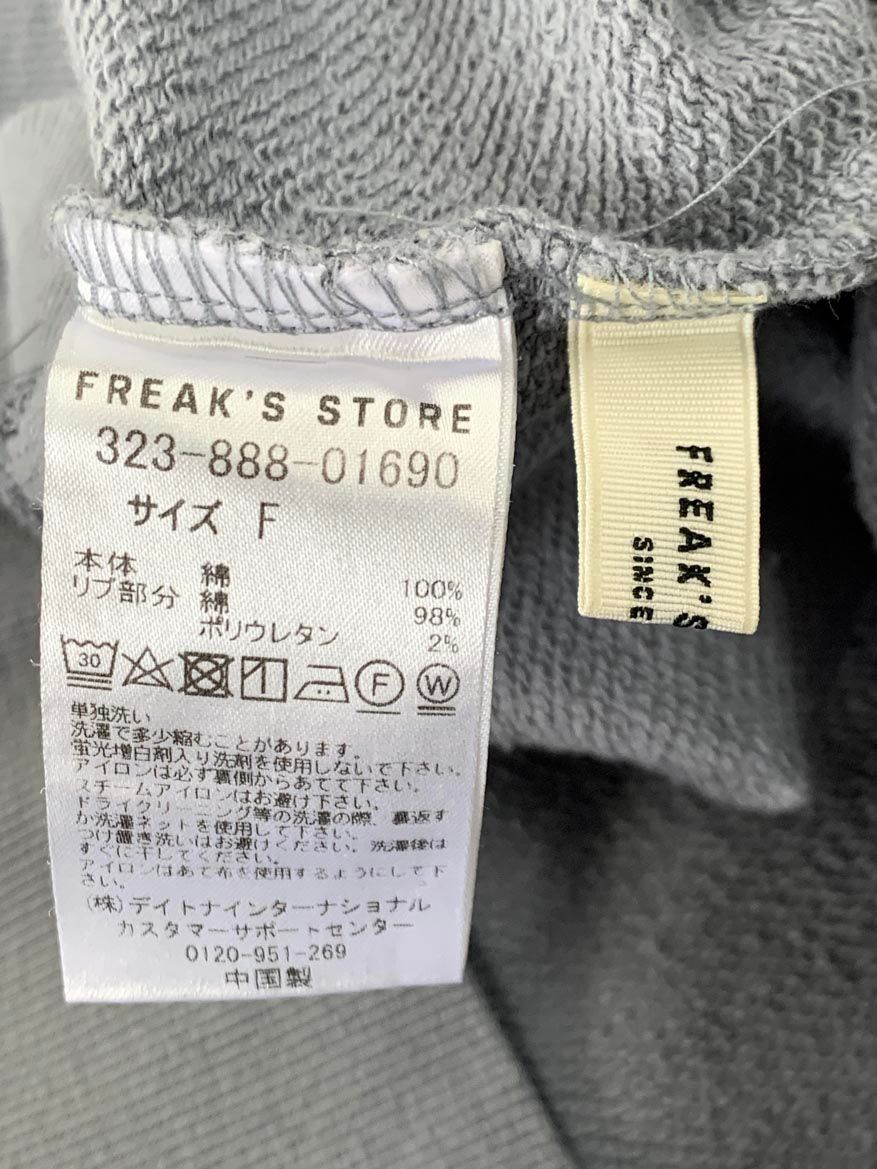 FREAK'S STORE
323-888-01690
サイズ F
本体 綿 100%
リブ部分 綿 98%
ポリウレタン 2%
30
F
W
単独洗い
洗濯で多少縮むことがあります。
蛍光増白剤入り洗剤を使用しないで下さい。
アイロンは必ず裏側からあてて下さい。
スチームアイロンはお避け下さい。
ドライクリーニング等の洗濯の際、裏返す
か洗濯ネットを使用して下さい。
つけ置き洗いはお避けください。洗濯後は
すぐに干してください。
アイロンはあて布を使用するようにして下
さい。
(株)デイトナインターナショナル
カスタマーサポートセンター
0120-951-269
中国製
FREAK'S
SINCE